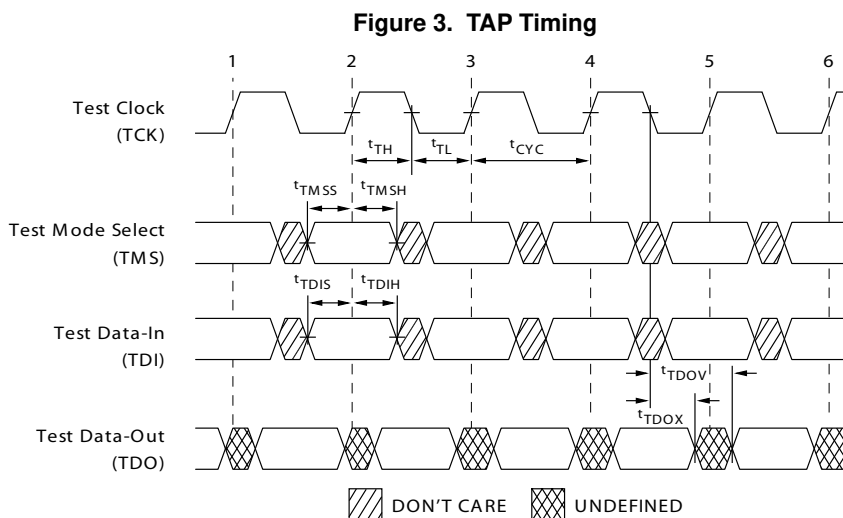 Figure 3. TAP Timing
1 2 3 4 5 6
Test Clock
(TCK)
tTH tTL tCYC
tTMSS tTMSH
Test Mode Select
(TMS)
tTDIS tTDIH
Test Data-In
(TDI)
tTDOV
tTDOX
Test Data-Out
(TDO)
DON'T CARE UNDEFINED